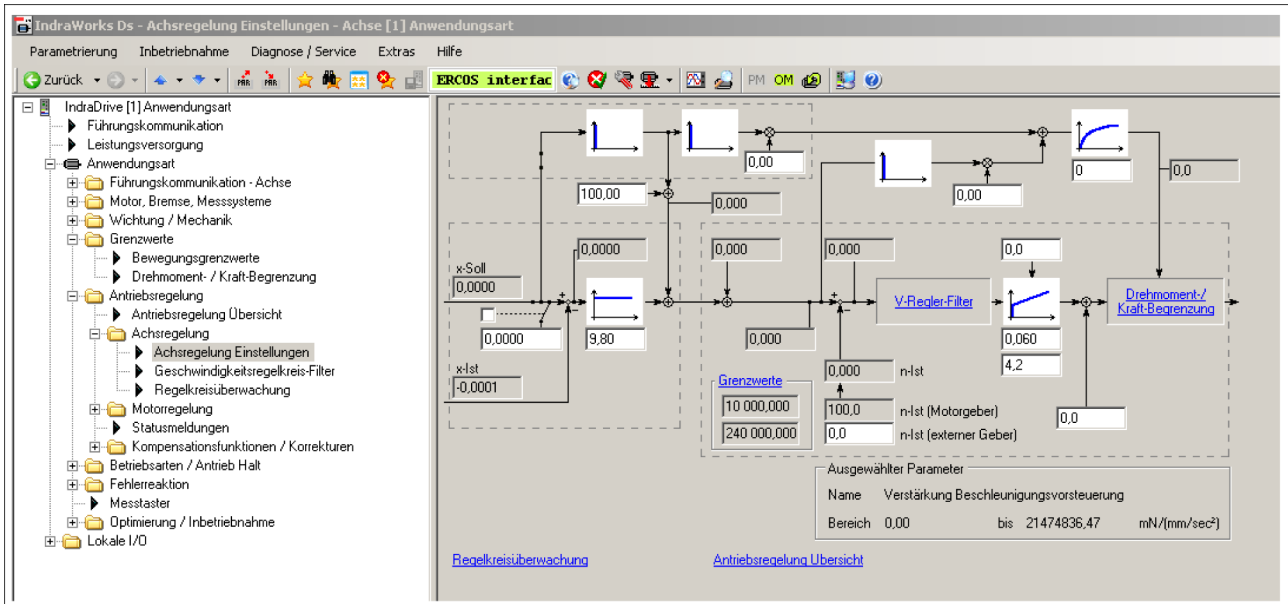 IndraWorks Ds - Achsregelung Einstellungen - Achse [1] Anwendungsart
Parametrierung Inbetriebnahme Diagnose / Service Extras Hilfe
Zurück PAR PAR ERCOS interfac PM OM
IndraDrive [1] Anwendungsart
Führungskommunikation
Leistungsversorgung
Anwendungsart
Führungskommunikation - Achse
Motor, Bremse, Messsysteme
Wichtung / Mechanik
Grenzwerte
Bewegungsgrenzwerte
Drehmoment- / Kraft-Begrenzung
Antriebsregelung
Antriebsregelung Übersicht
Achsregelung
Achsregelung Einstellungen
Geschwindigkeitsregelkreis-Filter
Regelkreisüberwachung
Motorregelung
Statusmeldungen
Kompensationsfunktionen / Korrekturen
Betriebsarten / Antrieb Halt
Fehlerreaktion
Messtaster
Optimierung / Inbetriebnahme
Lokale I/O
0,00
0
0,0
100,00
0,000
0,00
0,0000
0,000
0,000
0,0
x-Soll
0,0000
+
−
+
−
V-Regler-Filter
Drehmoment-/
Kraft-Begrenzung
0,0000
9,80
0,000
0,060
4,2
x-Ist
-0,0001
0,000 n-Ist
Grenzwerte
10 000,000
240 000,000
100,0 n-Ist (Motorgeber)
0,0 n-Ist (externer Geber)
0,0
Ausgewählter Parameter
Name Verstärkung Beschleunigungsvorsteuerung
Bereich 0,00 bis 21474836,47 mN/(mm/sec²)
Regelkreisüberwachung
Antriebsregelung Übersicht